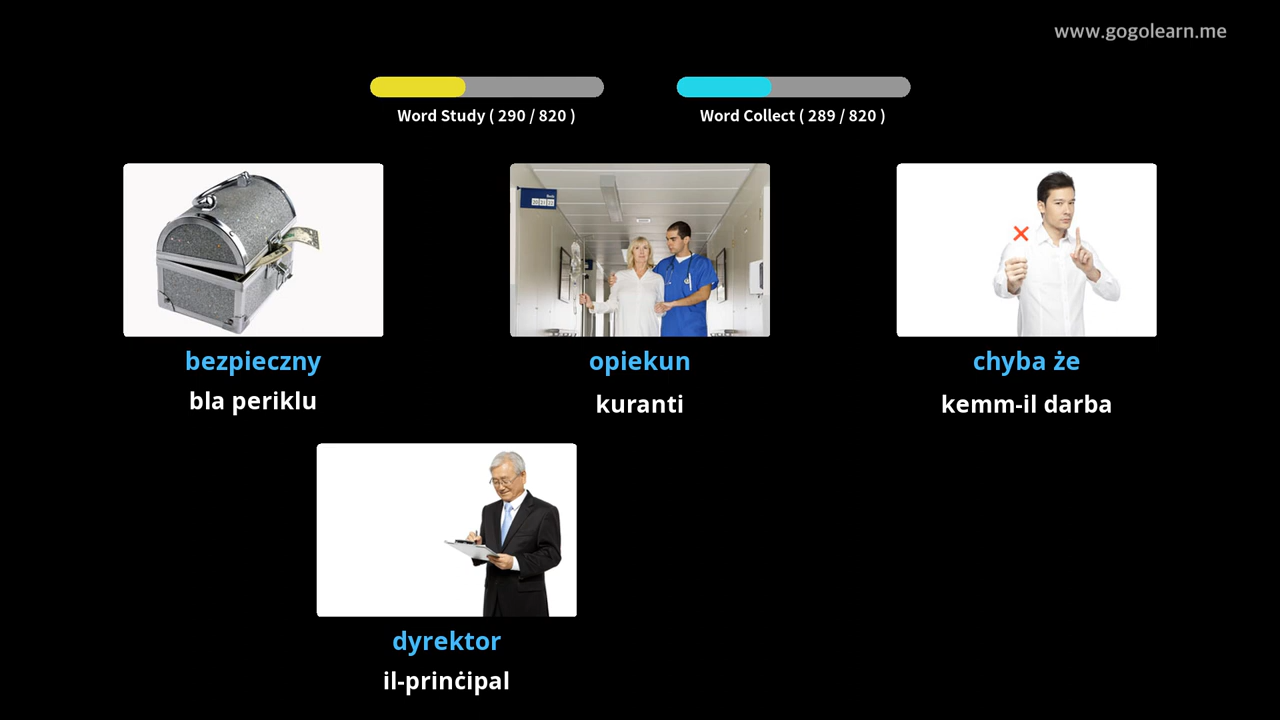 www.gogolearn.me
Word Study ( 290 / 820 )
Word Collect ( 289 / 820 )
bezpieczny
bla periklu
opiekun
kuranti
chyba że
kemm-il darba
dyrektor
il-prinċipal